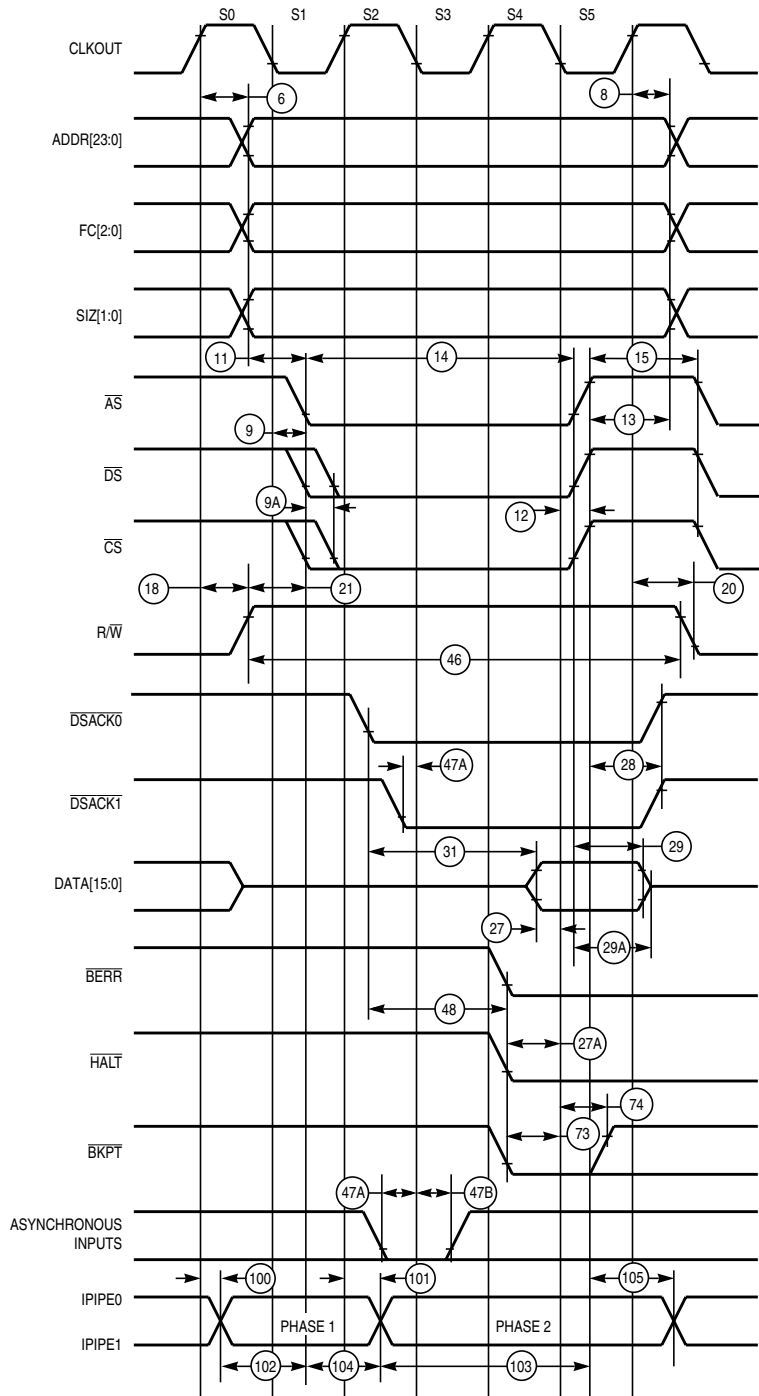 S0 S1 S2 S3 S4 S5
CLKOUT
6 8
ADDR[23:0]
FC[2:0]
SIZ[1:0]
11 14 15
AS
13
9
DS
9A 12
CS
18 21 20
R/W
46
DSACK0
47A 28
DSACK1
31 29
DATA[15:0]
27 29A
BERR
48
27A
HALT
74
73
BKPT
47A 47B
ASYNCHRONOUS
INPUTS
100 101 105
IPIPE0
PHASE 1 PHASE 2
IPIPE1
102 104 103